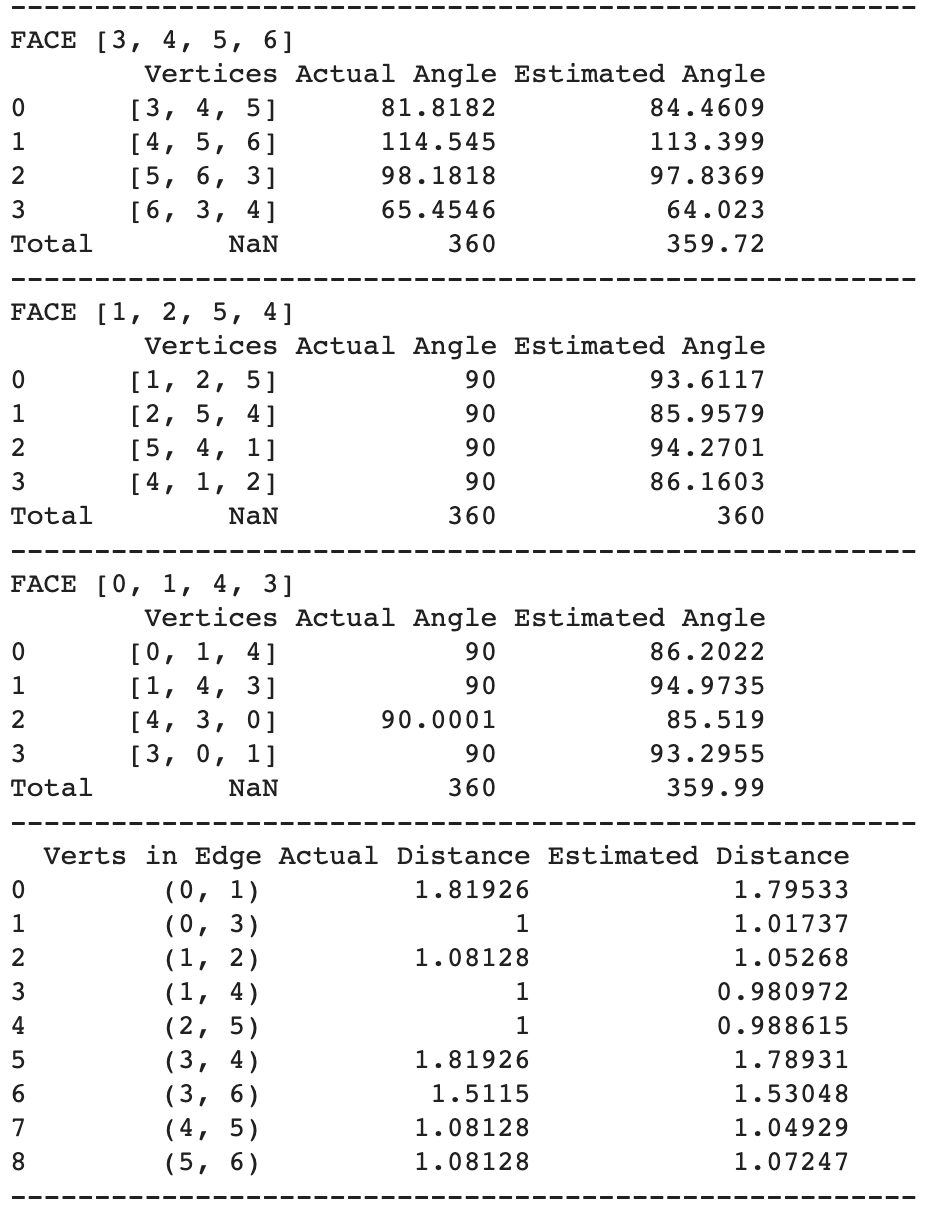 -------------------------------------------------------
FACE [3, 4, 5, 6]
        Vertices Actual Angle Estimated Angle
0      [3, 4, 5]      81.8182         84.4609
1      [4, 5, 6]      114.545         113.399
2      [5, 6, 3]      98.1818         97.8369
3      [6, 3, 4]      65.4546          64.023
Total        NaN          360          359.72
-------------------------------------------------------
FACE [1, 2, 5, 4]
        Vertices Actual Angle Estimated Angle
0      [1, 2, 5]           90         93.6117
1      [2, 5, 4]           90         85.9579
2      [5, 4, 1]           90         94.2701
3      [4, 1, 2]           90         86.1603
Total        NaN          360             360
-------------------------------------------------------
FACE [0, 1, 4, 3]
        Vertices Actual Angle Estimated Angle
0      [0, 1, 4]           90         86.2022
1      [1, 4, 3]           90         94.9735
2      [4, 3, 0]      90.0001          85.519
3      [3, 0, 1]           90         93.2955
Total        NaN          360          359.99
-------------------------------------------------------
  Verts in Edge Actual Distance Estimated Distance
0        (0, 1)         1.81926            1.79533
1        (0, 3)               1            1.01737
2        (1, 2)         1.08128            1.05268
3        (1, 4)               1           0.980972
4        (2, 5)               1           0.988615
5        (3, 4)         1.81926            1.78931
6        (3, 6)          1.5115            1.53048
7        (4, 5)         1.08128            1.04929
8        (5, 6)         1.08128            1.07247
-------------------------------------------------------